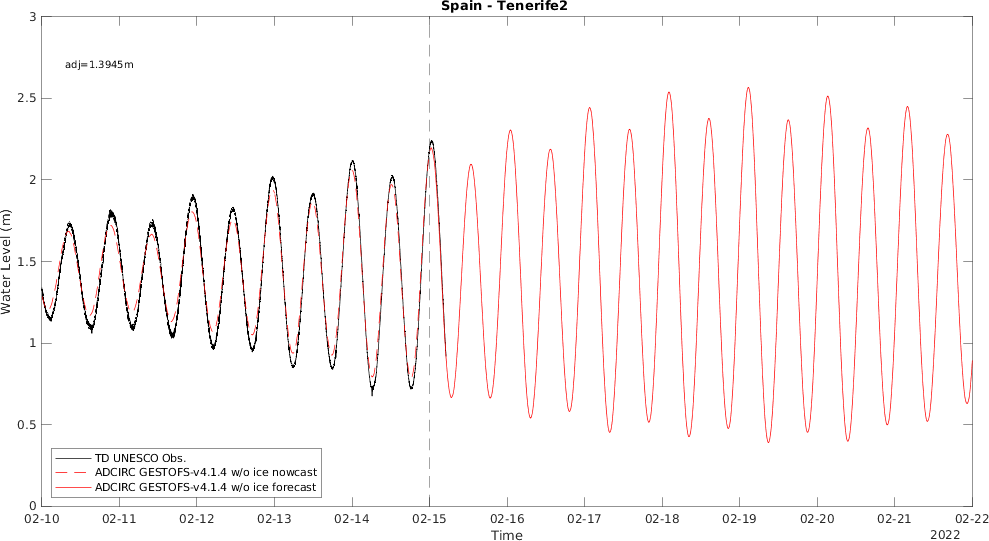 Spain - Tenerife2
3
2.5
2
1.5
1
0.5
0
Water Level (m)
adj=1.3945m
TD UNESCO Obs.
ADCIRC GESTOFS-v4.1.4 w/o ice nowcast
ADCIRC GESTOFS-v4.1.4 w/o ice forecast
02-10 02-11 02-12 02-13 02-14 02-15 02-16 02-17 02-18 02-19 02-20 02-21 02-22
Time
2022